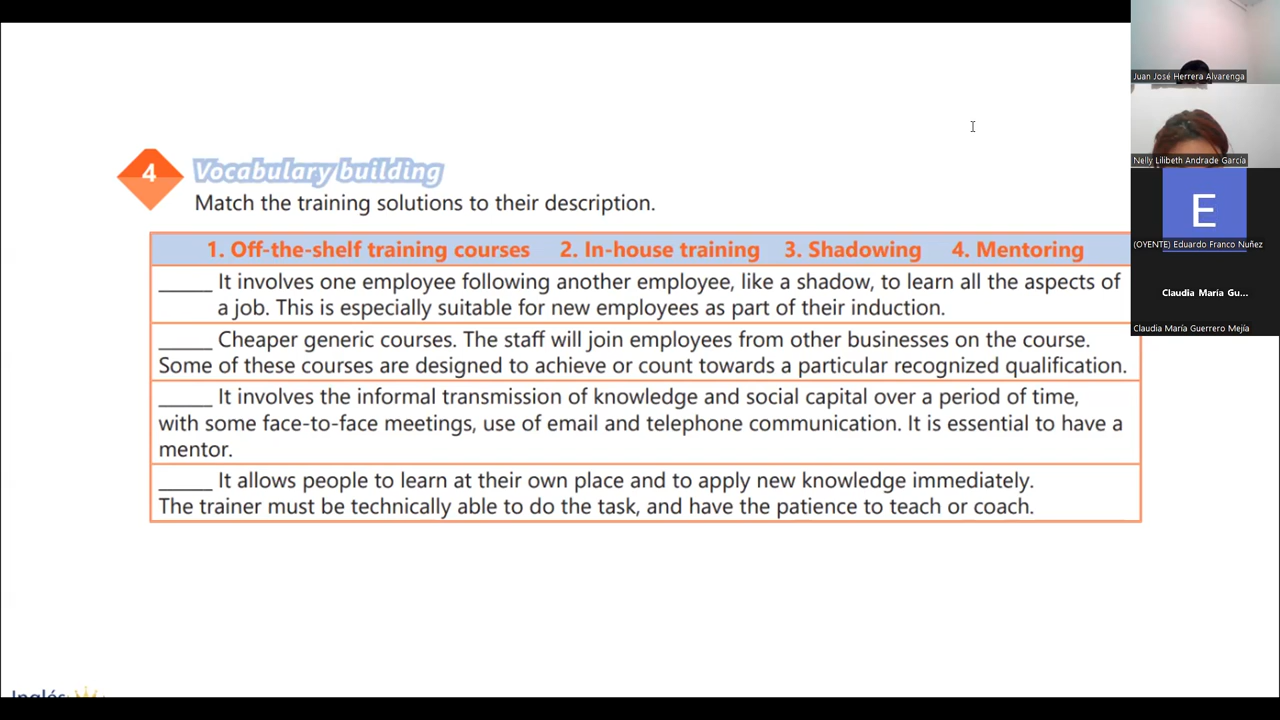 4
Vocabulary building
Match the training solutions to their description.
1. Off-the-shelf training courses 2. In-house training 3. Shadowing 4. Mentoring
_____ It involves one employee following another employee, like a shadow, to learn all the aspects of
a job. This is especially suitable for new employees as part of their induction.
_____ Cheaper generic courses. The staff will join employees from other businesses on the course.
Some of these courses are designed to achieve or count towards a particular recognized qualification.
_____ It involves the informal transmission of knowledge and social capital over a period of time,
with some face-to-face meetings, use of email and telephone communication. It is essential to have a
mentor.
_____ It allows people to learn at their own place and to apply new knowledge immediately.
The trainer must be technically able to do the task, and have the patience to teach or coach.
Juan José Herrera Alvarenga
Nelly Lilibeth Andrade García
E
(OYENTE) Eduardo Franco Nuñez
Claudia María Gu...
Claudia María Guerrero Mejía
Inglés